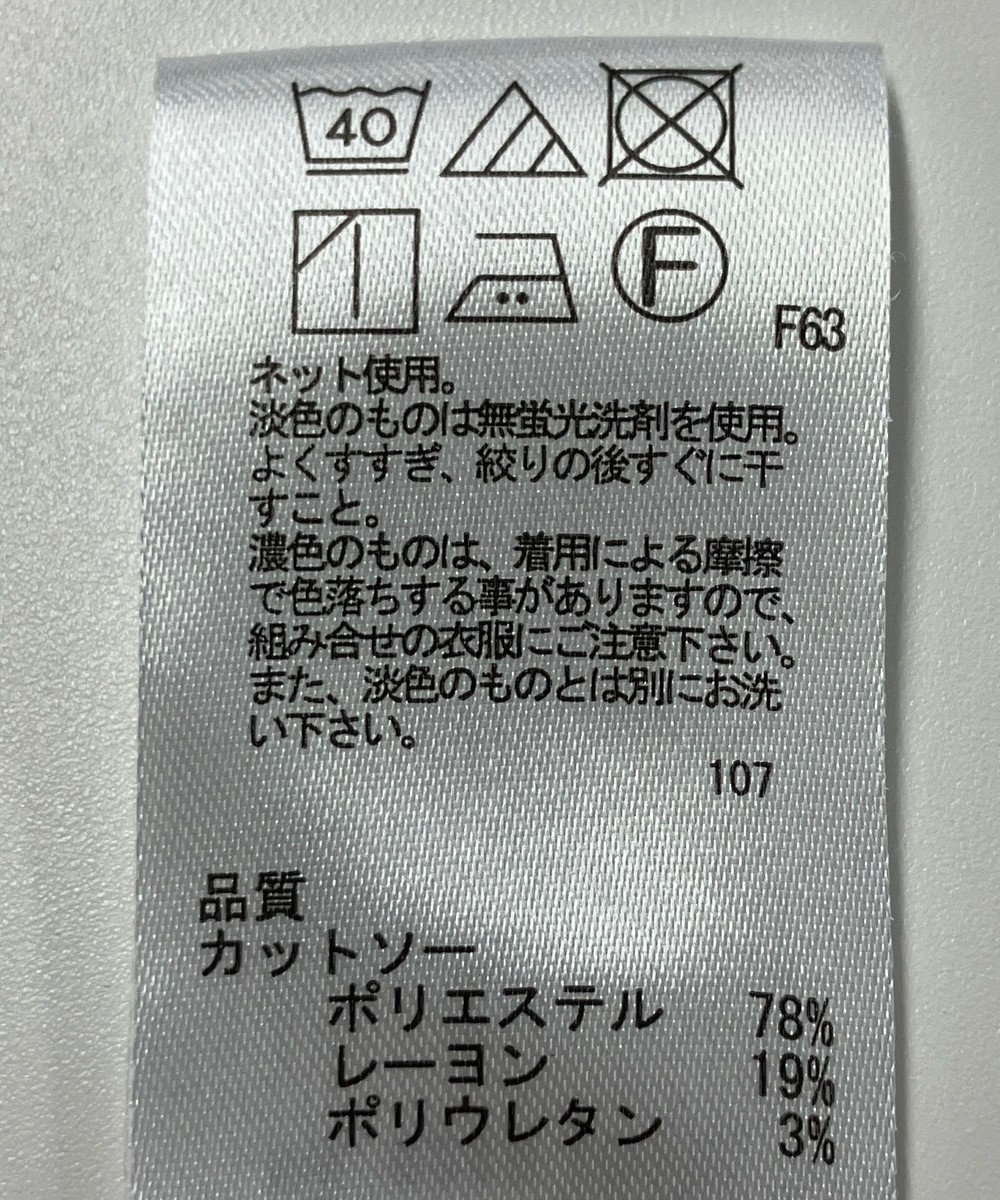 40
F
F63
ネット使用。
淡色のものは無蛍光洗剤を使用。
よくすすぎ、絞りの後すぐに干
すこと。
濃色のものは、着用による摩擦
で色落ちする事がありますので、
組み合せの衣服にご注意下さい。
また、淡色のものとは別にお洗
い下さい。
107
品質
カットソー
ポリエステル 78%
レーヨン 19%
ポリウレタン 3%